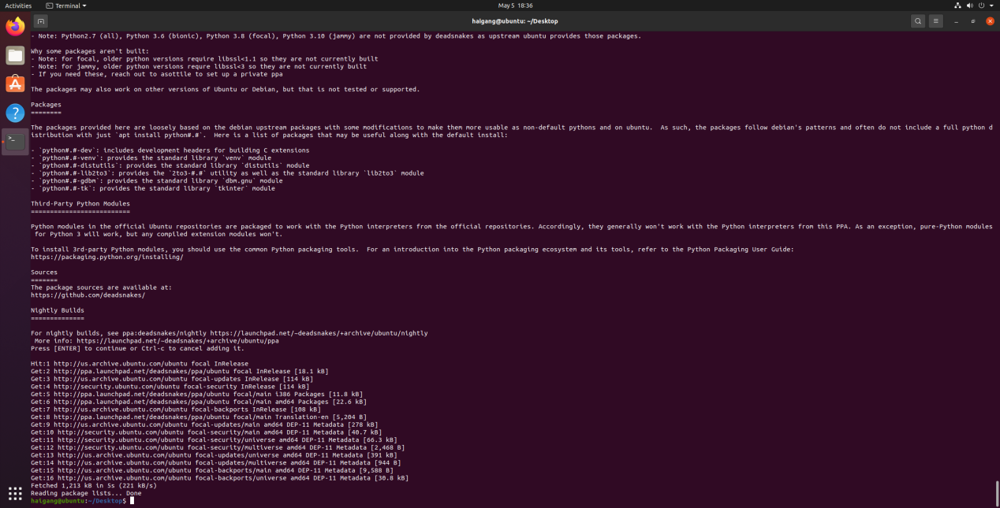 Activities
Terminal
May 5 18:36
haigang@ubuntu: ~/Desktop
- Note: Python2.7 (all), Python 3.6 (bionic), Python 3.8 (focal), Python 3.10 (jammy) are not provided by deadsnakes as upstream ubuntu provides those packages.
Why some packages aren't built:
- Note: for focal, older python versions require libssl<1.1 so they are not currently built
- Note: for jammy, older python versions requre libssl<3 so they are not currently built
- If you need these, reach out to asottile to set up a private ppa
The packages may also work on other versions of Ubuntu or Debian, but that is not tested or supported.
Packages
========
The packages provided here are loosely based on the debian upstream packages with some modifications to make them more usable as non-default pythons and on ubuntu.  As such, the packages follow debian's patterns and often do not include a full python d
istribution with just `apt install python#.#`.  Here is a list of packages that may be useful along with the default install:
- `python#.#-dev`: includes development headers for building C extensions
- `python#.#-venv`: provides the standard library `venv` module
- `python#.#-distutils`: provides the standard library `distutils` module
- `python#.#-lib2to3`: provides the `2to3-#.#` utility as well as the standard library `lib2to3` module
- `python#.#-gdbm`: provides the standard library `dbm.gnu` module
- `python#.#-tk`: provides the standard library `tkinter` module
Third-Party Python Modules
==========================
Python modules in the official Ubuntu repositories are packaged to work with the Python interpreters from the official repositories. Accordingly, they generally won't work with the Python interpreters from this PPA. As an exception, pure-Python modules
 for Python 3 will work, but any compiled extension modules won't.
To install 3rd-party Python modules, you should use the common Python packaging tools.  For an introduction into the Python packaging ecosystem and its tools, refer to the Python Packaging User Guide:
https://packaging.python.org/installing/
Sources
=======
The package sources are available at:
https://github.com/deadsnakes/
Nightly Builds
==============
For nightly builds, see ppa:deadsnakes/nightly https://launchpad.net/~deadsnakes/+archive/ubuntu/nightly
 More info: https://launchpad.net/~deadsnakes/+archive/ubuntu/ppa
Press [ENTER] to continue or Ctrl-c to cancel adding it.
Hit:1 http://us.archive.ubuntu.com/ubuntu focal InRelease
Get:2 http://ppa.launchpad.net/deadsnakes/ppa/ubuntu focal InRelease [18.1 kB]
Get:3 http://us.archive.ubuntu.com/ubuntu focal-updates InRelease [114 kB]
Get:4 http://security.ubuntu.com/ubuntu focal-security InRelease [114 kB]
Get:5 http://ppa.launchpad.net/deadsnakes/ppa/ubuntu focal/main i386 Packages [11.8 kB]
Get:6 http://ppa.launchpad.net/deadsnakes/ppa/ubuntu focal/main amd64 Packages [22.6 kB]
Get:7 http://us.archive.ubuntu.com/ubuntu focal-backports InRelease [108 kB]
Get:8 http://ppa.launchpad.net/deadsnakes/ppa/ubuntu focal/main Translation-en [5,204 B]
Get:9 http://us.archive.ubuntu.com/ubuntu focal-updates/main amd64 DEP-11 Metadata [278 kB]
Get:10 http://security.ubuntu.com/ubuntu focal-security/main amd64 DEP-11 Metadata [40.7 kB]
Get:11 http://security.ubuntu.com/ubuntu focal-security/universe amd64 DEP-11 Metadata [66.3 kB]
Get:12 http://security.ubuntu.com/ubuntu focal-security/multiverse amd64 DEP-11 Metadata [2,468 B]
Get:13 http://us.archive.ubuntu.com/ubuntu focal-updates/universe amd64 DEP-11 Metadata [391 kB]
Get:14 http://us.archive.ubuntu.com/ubuntu focal-updates/multiverse amd64 DEP-11 Metadata [944 B]
Get:15 http://us.archive.ubuntu.com/ubuntu focal-backports/main amd64 DEP-11 Metadata [9,588 B]
Get:16 http://us.archive.ubuntu.com/ubuntu focal-backports/universe amd64 DEP-11 Metadata [30.8 kB]
Fetched 1,213 kB in 5s (221 kB/s)
Reading package lists... Done
haigang@ubuntu:~/Desktop$